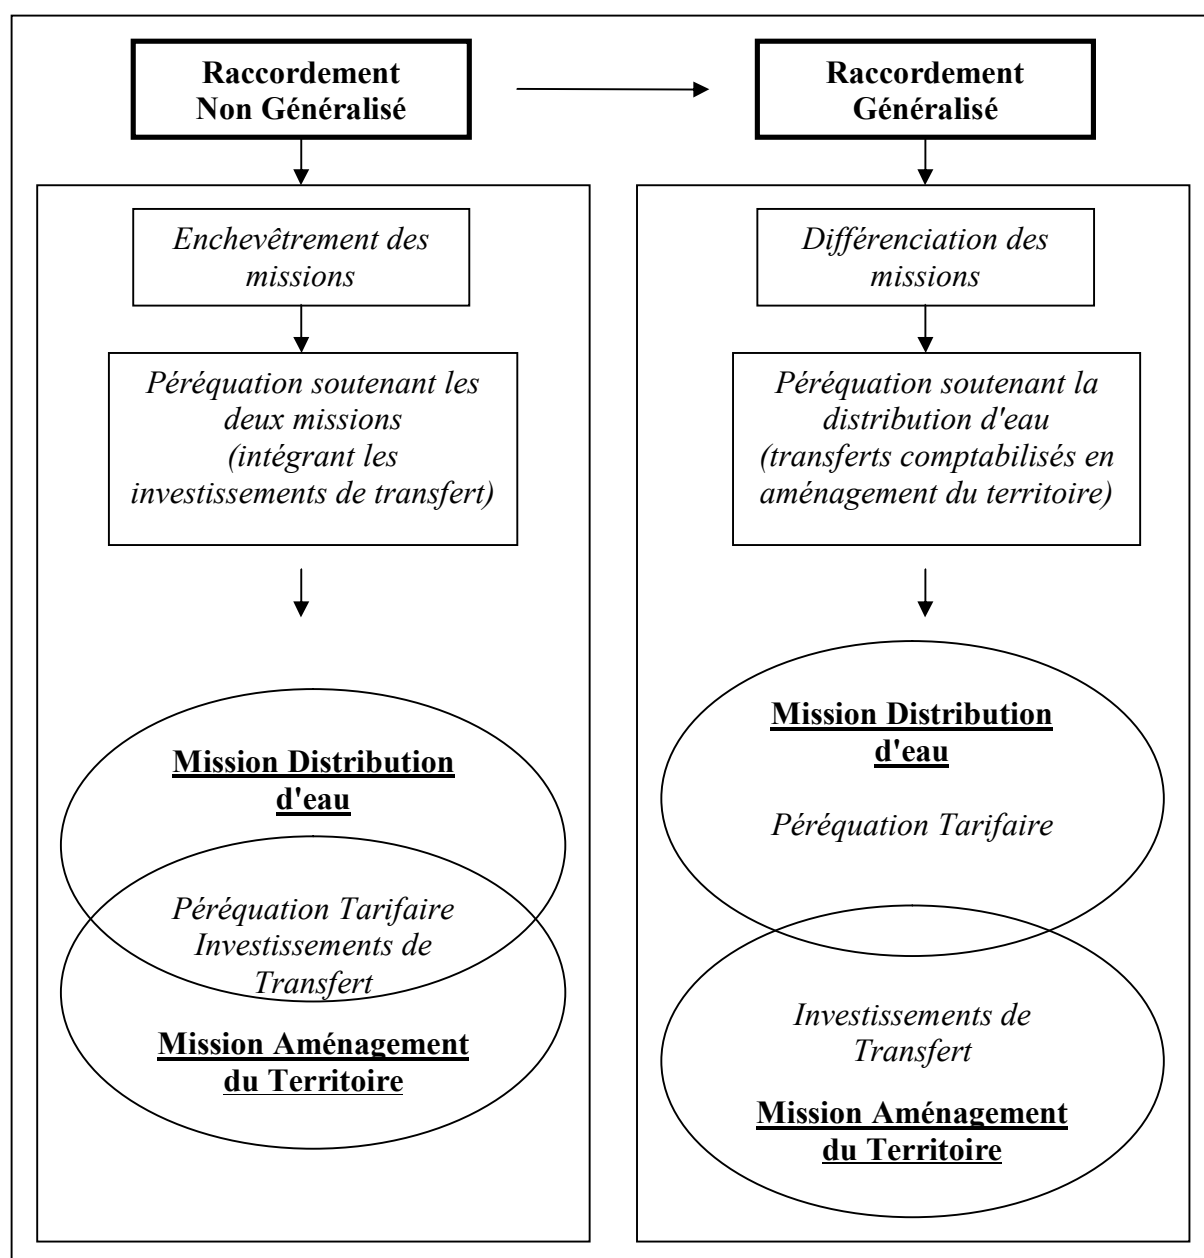 Raccordement
Non Généralisé
Raccordement
Généralisé
Enchevêtrement des
missions
Différenciation des
missions
Péréquation soutenant les
deux missions
(intégrant les
investissements de transfert)
Péréquation soutenant la
distribution d'eau
(transferts comptabilisés en
aménagement du territoire)
Mission Distribution
d'eau
Péréquation Tarifaire
Investissements de
Transfert
Mission Aménagement
du Territoire
Mission Distribution
d'eau
Péréquation Tarifaire
Investissements de
Transfert
Mission Aménagement
du Territoire